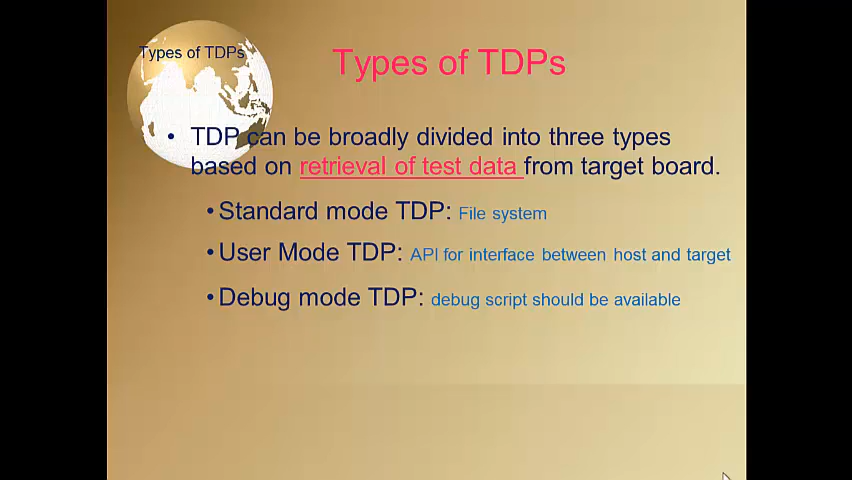 Types of TDPs
Types of TDPs
• TDP can be broadly divided into three types
based on retrieval of test data from target board.
• Standard mode TDP: File system
• User Mode TDP: API for interface between host and target
• Debug mode TDP: debug script should be available